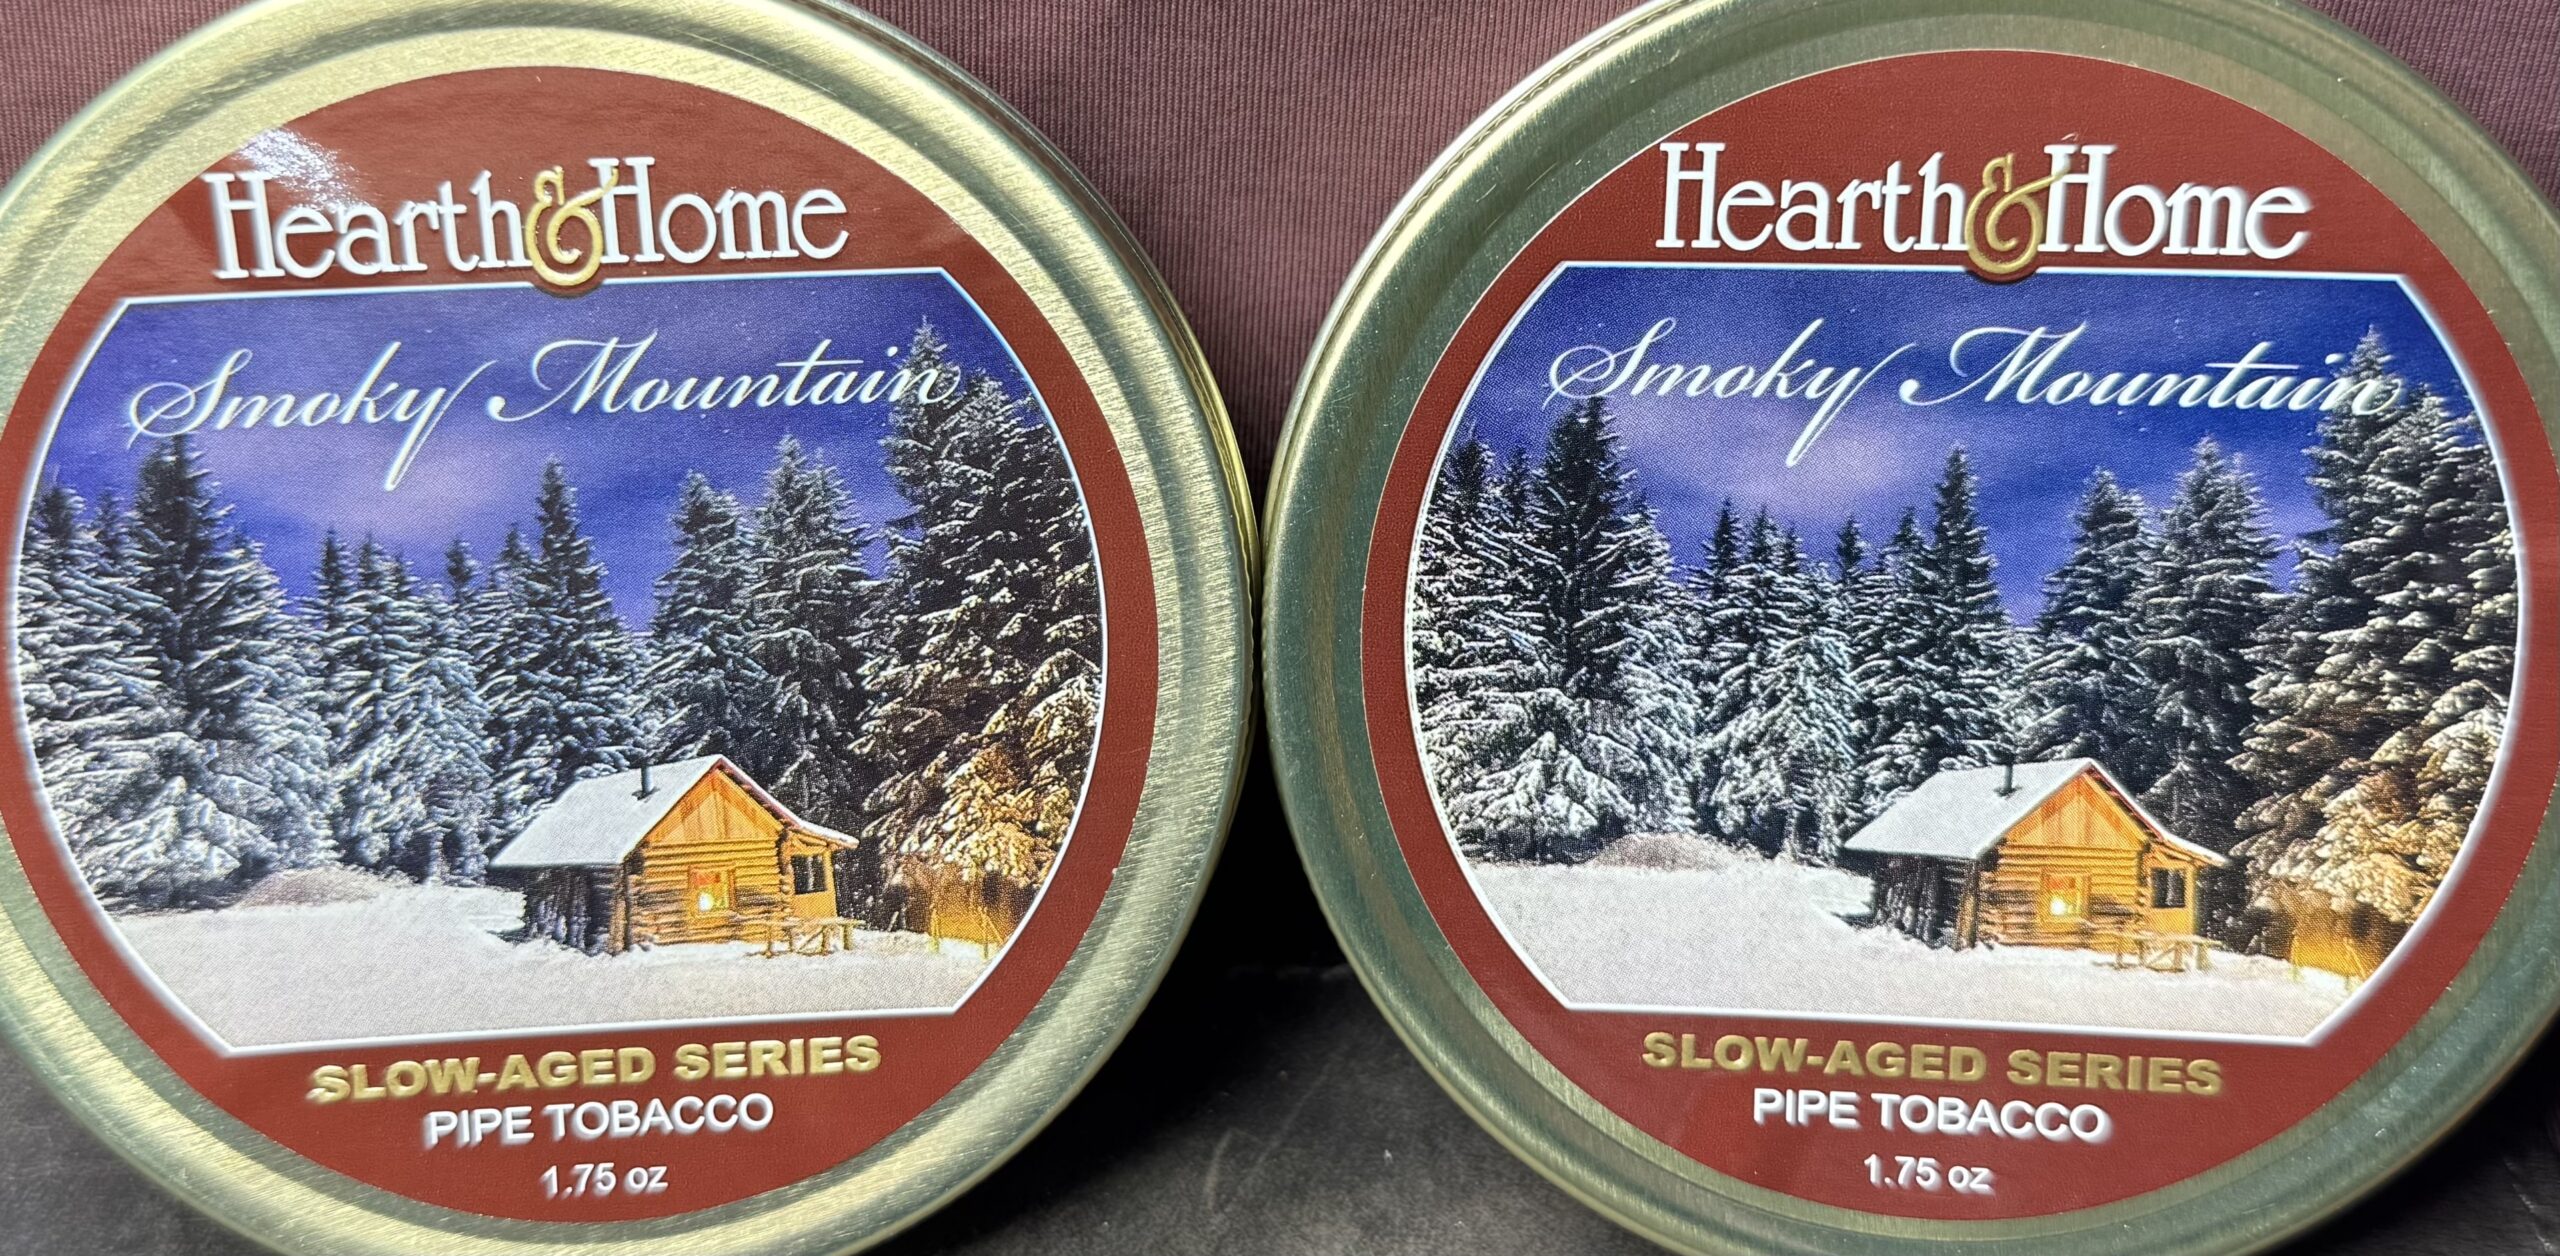 Hearth&Home
Smoky Mountain
SLOW-AGED SERIES
PIPE TOBACCO
1.75 oz
Hearth&Home
Smoky Mountain
SLOW-AGED SERIES
PIPE TOBACCO
1.75 oz